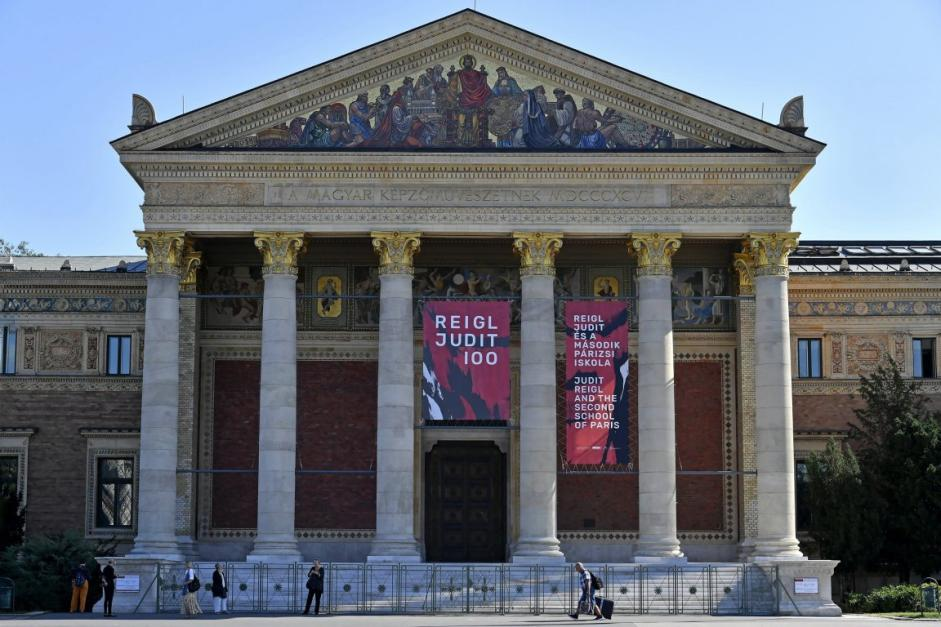 A MAGYAR KÉPZŐMŰVÉSZETNEK MDCCCXCV
REIGL
JUDIT
100
REIGL
JUDIT
ÉS A
MÁSODIK
PÁRIZSI
ISKOLA
JUDIT
REIGL
AND THE
SECOND
SCHOOL
OF PARIS